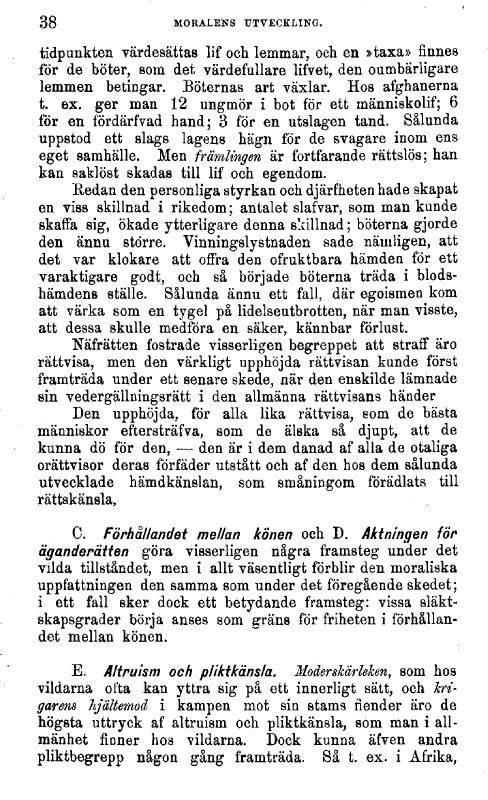 38 MORALENS UTVECKLING.
tidpunkten värdesättas lif och lemmar, och en »taxa» finnes
för de böter, som det värdefullare lifvet, den oumbärligare
lemmen betingar. Böternas art växlar. Hos afghanerna
t. ex. ger man 12 ungmör i bot för ett människolif; 6
för en fördärfvad hand; 3 för en utslagen tand. Sålunda
uppstod ett slags lagens hägn för de svagare inom ens
eget samhälle. Men främlingen är fortfarande rättslös; han
kan saklöst skadas till lif och egendom.
Redan den personliga styrkan och djärfheten hade skapat
en viss skillnad i rikedom; antalet slafvar, som man kunde
skaffa sig, ökade ytterligare denna skillnad; böterna gjorde
den ännu större. Vinningslystnaden sade nämligen, att
det var klokare att offra den ofruktbara hämden för ett
varaktigare godt, och så började böterna träda i blods-
hämdens ställe. Sålunda ännu ett fall, där egoismen kom
att värka som en tygel på lidelseutbrotten, när man visste,
att dessa skulle medföra en säker, kännbar förlust.
Näfrätten fostrade visserligen begreppet att straff äro
rättvisa, men den värkligt upphöjda rättvisan kunde först
framträda under ett senare skede, när den enskilde lämnade
sin vedergällningsrätt i den allmänna rättvisans händer
Den upphöjda, för alla lika rättvisa, som de bästa
människor eftersträfva, som de älska så djupt, att de
kunna dö för den, — den är i dem danad af alla de otaliga
orättvisor deras förfäder utstått och af den hos dem sålunda
utvecklade hämdkänslan, som småningom förädlats till
rättskänsla,
C. Förhållandet mellan könen och D. Aktningen för
äganderätten göra visserligen några framsteg under det
vilda tillståndet, men i allt väsentligt förblir den moraliska
uppfattningen den samma som under det föregående skedet;
i ett fall sker dock ett betydande framsteg: vissa släkt-
skapsgrader börja anses som gräns för friheten i förhållan-
det mellan könen.
E. Altruism och pliktkänsla. Moderskärleken, som hos
vildarna ofta kan yttra sig på ett innerligt sätt, och kri-
garens hjältemod i kampen mot sin stams fiender äro de
högsta uttryck af altruism och pliktkänsla, som man i all-
mänhet finner hos vildarna. Dock kunna äfven andra
pliktbegrepp någon gång framträda. Så t. ex. i Afrika,